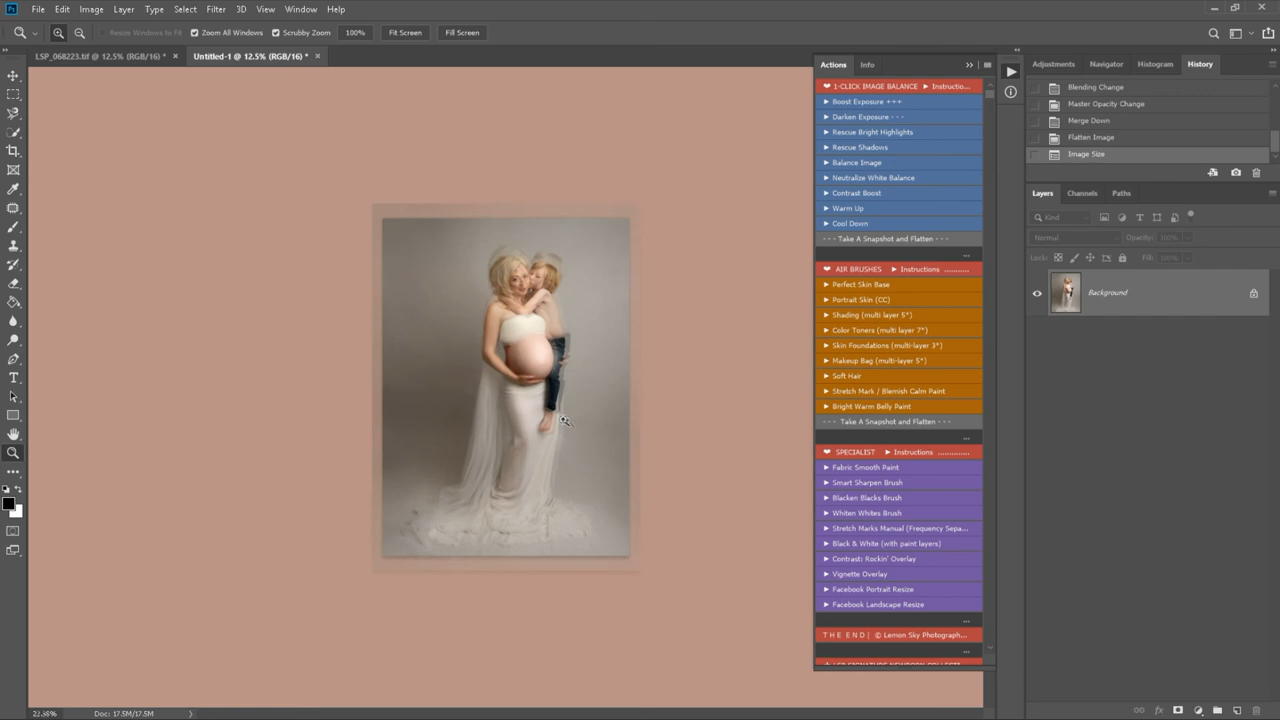 File Edit Image Layer Type Select Filter 3D View Window Help
Resize Windows to Fit Zoom All Windows Scrubby Zoom 100% Fit Screen Fill Screen
LSP_068223.tif @ 12.5% (RGB/16) * × Untitled-1 @ 12.5% (RGB/16) * ×
Actions Info
1-CLICK IMAGE BALANCE ▶ Instructio...
Boost Exposure +++
Darken Exposure - - -
Rescue Bright Highlights
Rescue Shadows
Balance Image
Neutralize White Balance
Contrast Boost
Warm Up
Cool Down
- - - Take A Snapshot and Flatten - - -
...
AIR BRUSHES ▶ Instructions ...........
Perfect Skin Base
Portrait Skin (CC)
Shading (multi layer 5*)
Color Toners (multi layer 7*)
Skin Foundations (multi-layer 3*)
Makeup Bag (multi-layer 5*)
Soft Hair
Stretch Mark / Blemish Calm Paint
Bright Warm Belly Paint
--- Take A Snapshot and Flatten - - -
...
SPECIALIST ▶ Instructions ..............
Fabric Smooth Paint
Smart Sharpen Brush
Blacken Blacks Brush
Whiten Whites Brush
Stretch Marks Manual (Frequency Sepa...
Black & White (with paint layers)
Contrast: Rockin' Overlay
Vignette Overlay
Facebook Portrait Resize
Facebook Landscape Resize
...
T H E E N D | © Lemon Sky Photograph...
...
Adjustments Navigator Histogram History
Blending Change
Master Opacity Change
Merge Down
Flatten Image
Image Size
Layers Channels Paths
Kind
Normal Opacity: 100%
Lock: Fill: 100%
Background
Doc: 17.5M/17.5M